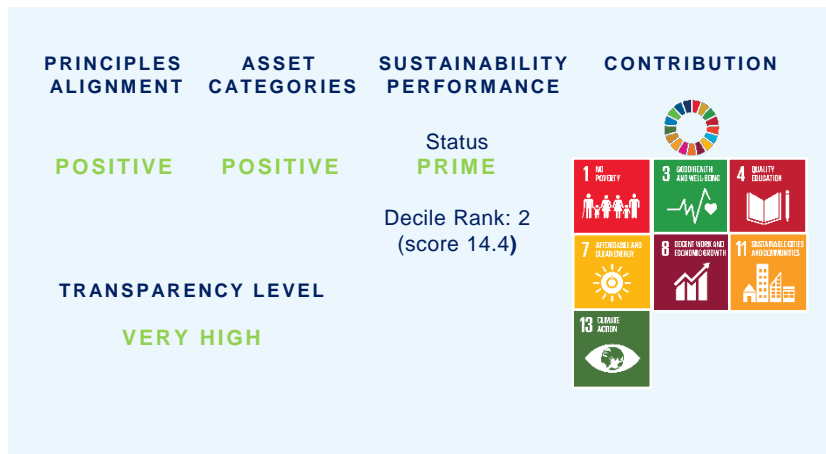 PRINCIPLES
ALIGNMENT
ASSET
CATEGORIES
SUSTAINABILITY
PERFORMANCE
CONTRIBUTION
POSITIVE
POSITIVE
Status
PRIME
Decile Rank: 2
(score 14.4)
TRANSPARENCY LEVEL
VERY HIGH
1 NO
POVERTY
3 GOOD HEALTH
AND WELL-BEING
4 QUALITY
EDUCATION
7 AFFORDABLE AND
CLEAN ENERGY
8 DECENT WORK AND
ECONOMIC GROWTH
11 SUSTAINABLE CITIES
AND COMMUNITIES
13 CLIMATE
ACTION